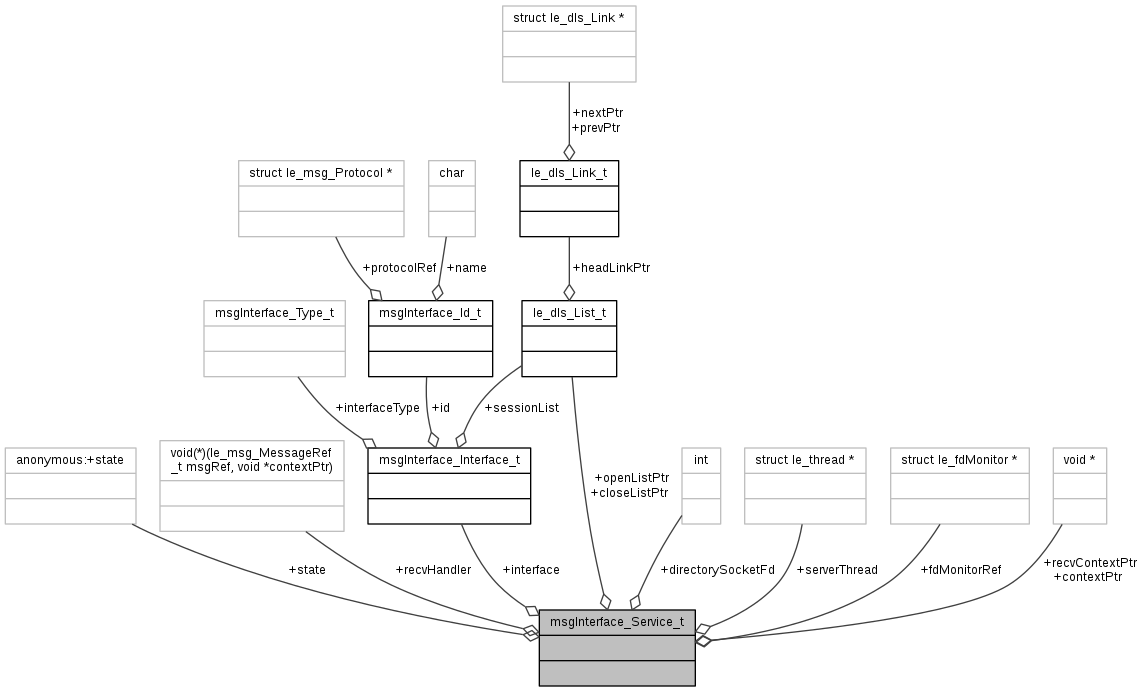 struct le_dls_Link *
+nextPtr
+prevPtr
struct le_msg_Protocol *
char
le_dls_Link_t
+protocolRef
+name
+headLinkPtr
msgInterface_Type_t
msgInterface_Id_t
le_dls_List_t
+interfaceType
+id
+sessionList
anonymous:+state
void(*)(le_msg_MessageRef
_t msgRef, void *contextPtr)
msgInterface_Interface_t
+openListPtr
+closeListPtr
int
struct le_thread *
struct le_fdMonitor *
void *
+state
+recvHandler
+interface
+directorySocketFd
+serverThread
+fdMonitorRef
+recvContextPtr
+contextPtr
msgInterface_Service_t